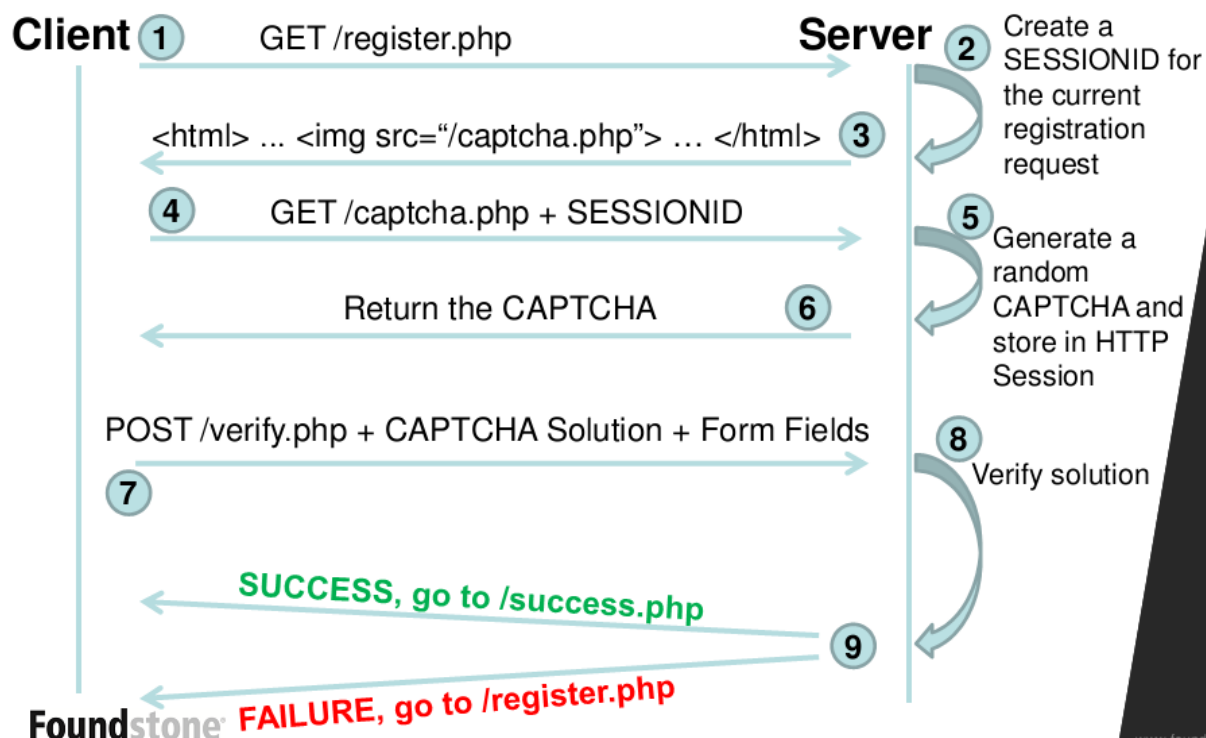 Client 1 GET /register.php Server 2
Create a
SESSIONID for
the current
registration
request
<html> ... <img src=“/captcha.php”> … </html> 3
4 GET /captcha.php + SESSIONID
5
Generate a
random
CAPTCHA and
store in HTTP
Session
Return the CAPTCHA 6
POST /verify.php + CAPTCHA Solution + Form Fields
7
8
Verify solution
SUCCESS, go to /success.php
9
FAILURE, go to /register.php
Foundstone